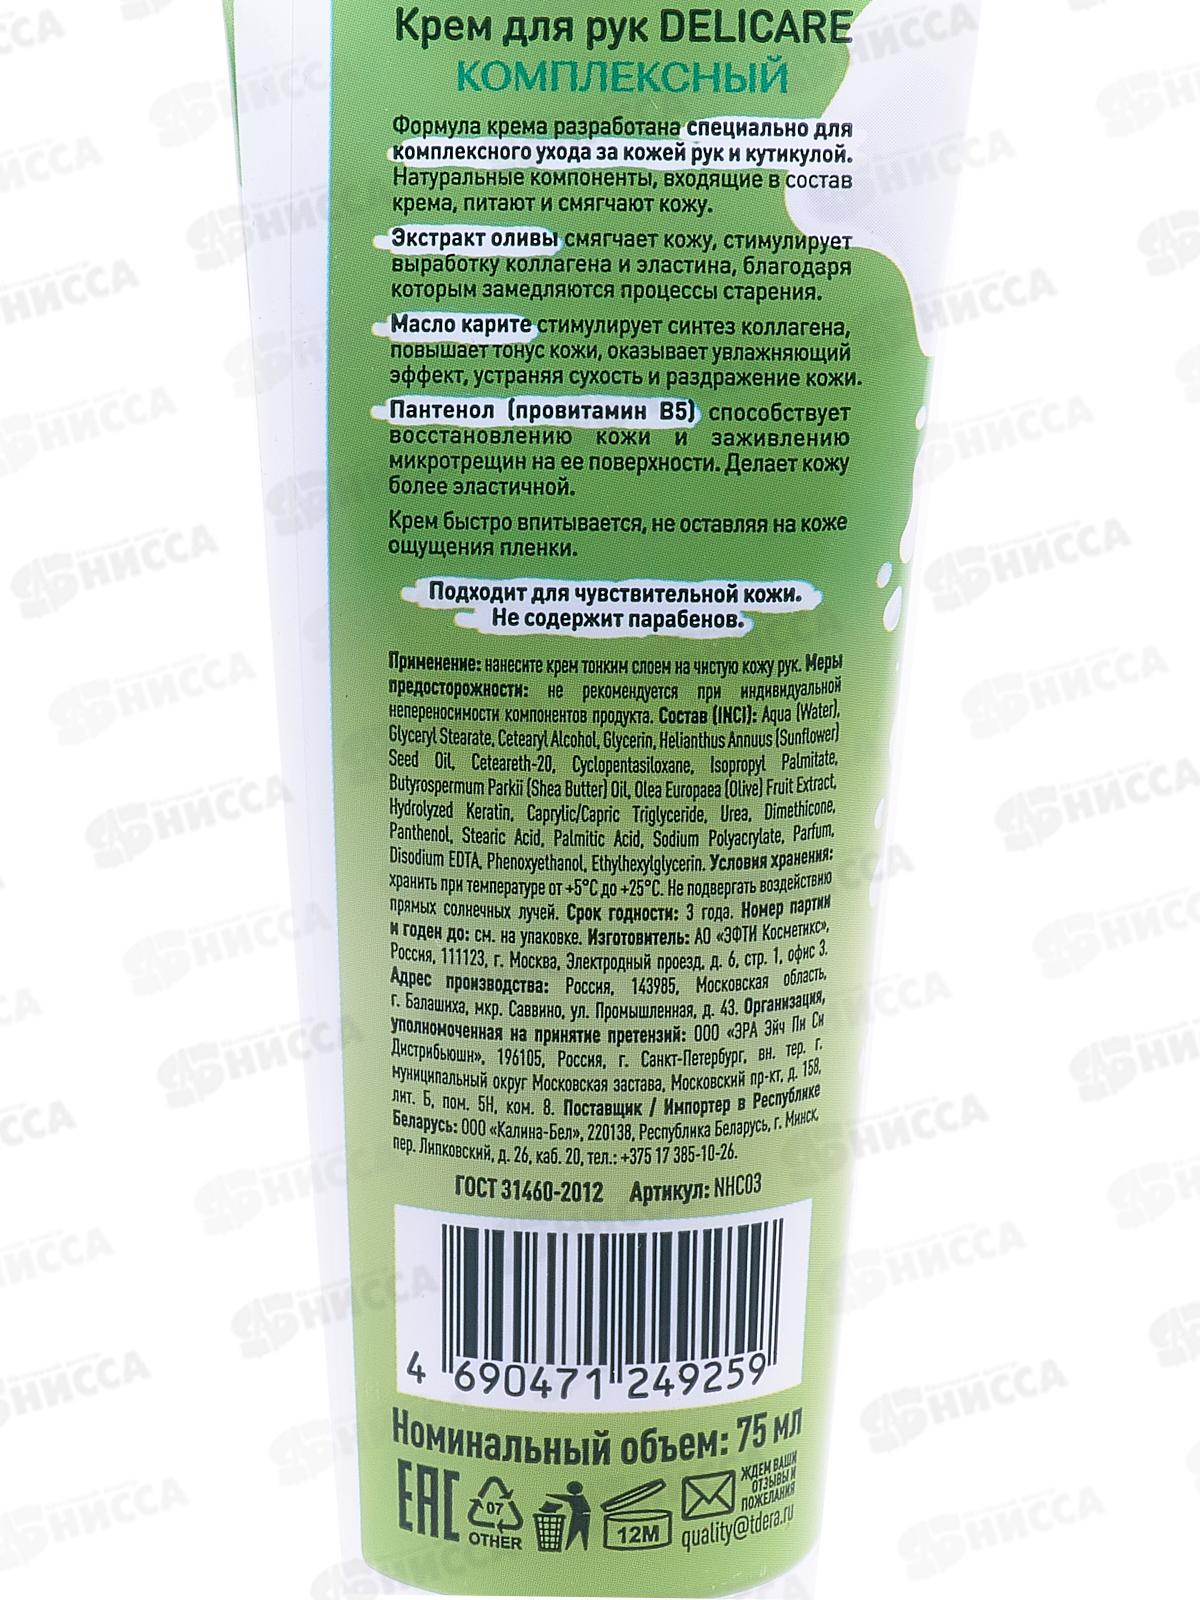 Крем для рук DELICARE
КОМПЛЕКСНЫЙ
Формула крема разработана специально для
комплексного ухода за кожей рук и кутикулой.
Натуральные компоненты, входящие в состав
крема, питают и смягчают кожу.
Экстракт оливы смягчает кожу, стимулирует
выработку коллагена и эластина, благодаря
которым замедляются процессы старения.
Масло карите стимулирует синтез коллагена,
повышает тонус кожи, оказывает увлажняющий
эффект, устраняя сухость и раздражение кожи.
Пантенол (провитамин В5) способствует
восстановлению кожи и заживлению
микротрещин на ее поверхности. Делает кожу
более эластичной.
Крем быстро впитывается, не оставляя на коже
ощущения пленки.
Подходит для чувствительной кожи.
Не содержит парабенов.
Применение: нанесите крем тонким слоем на чистую кожу рук. Меры
предосторожности: не рекомендуется при индивидуальной
непереносимости компонентов продукта. Состав (INCI): Aqua (Water),
Glyceryl Stearate, Cetearyl Alcohol, Glycerin, Helianthus Annuus (Sunflower)
Seed Oil, Ceteareth-20, Cyclopentasiloxane, Isopropyl Palmitate,
Butyrospermum Parkii (Shea Butter) Oil, Olea Europaea (Olive) Fruit Extract,
Hydrolyzed Keratin, Caprylic/Capric Triglyceride, Urea, Dimethicone,
Panthenol, Stearic Acid, Palmitic Acid, Sodium Polyacrylate, Parfum,
Disodium EDTA, Phenoxyethanol, Ethylhexylglycerin. Условия хранения:
хранить при температуре от +5°С до +25°С. Не подвергать воздействию
прямых солнечных лучей. Срок годности: 3 года. Номер партии
и годен до: см. на упаковке. Изготовитель: АО «ЭФТИ Косметикс»,
Россия, 111123, г. Москва, Электродный проезд, д. 6, стр. 1, офис 3.
Адрес производства: Россия, 143985, Московская область,
г. Балашиха, мкр. Саввино, ул. Промышленная, д. 43. Организация,
уполномоченная на принятие претензий: ООО «ЭРА Эйч Пи Си
Дистрибьюшн», 196105, Россия, г. Санкт-Петербург, вн. тер. г.
муниципальный округ Московская застава, Московский пр-кт, д. 158,
лит. Б, пом. 5Н, ком. 8. Поставщик / Импортер в Республике
Беларусь: ООО «Калина-Бел», 220138, Республика Беларусь, г. Минск,
пер. Липковский, д. 26, каб. 20, тел.: +375 17 385-10-26.
ГОСТ 31460-2012 Артикул: NHC03
4 690471 249259
Номинальный объем: 75 мл
ЕАС
07
OTHER
12M
ЖДЕМ ВАШИ
ОТЗЫВЫ И
ПОЖЕЛАНИЯ
quality@tdera.ru
НИССА